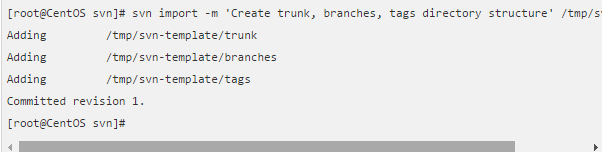 [root@CentOS svn]# svn import -m 'Create trunk, branches, tags directory structure' /tmp/sv
Adding         /tmp/svn-template/trunk
Adding         /tmp/svn-template/branches
Adding         /tmp/svn-template/tags
Committed revision 1.
[root@CentOS svn]#